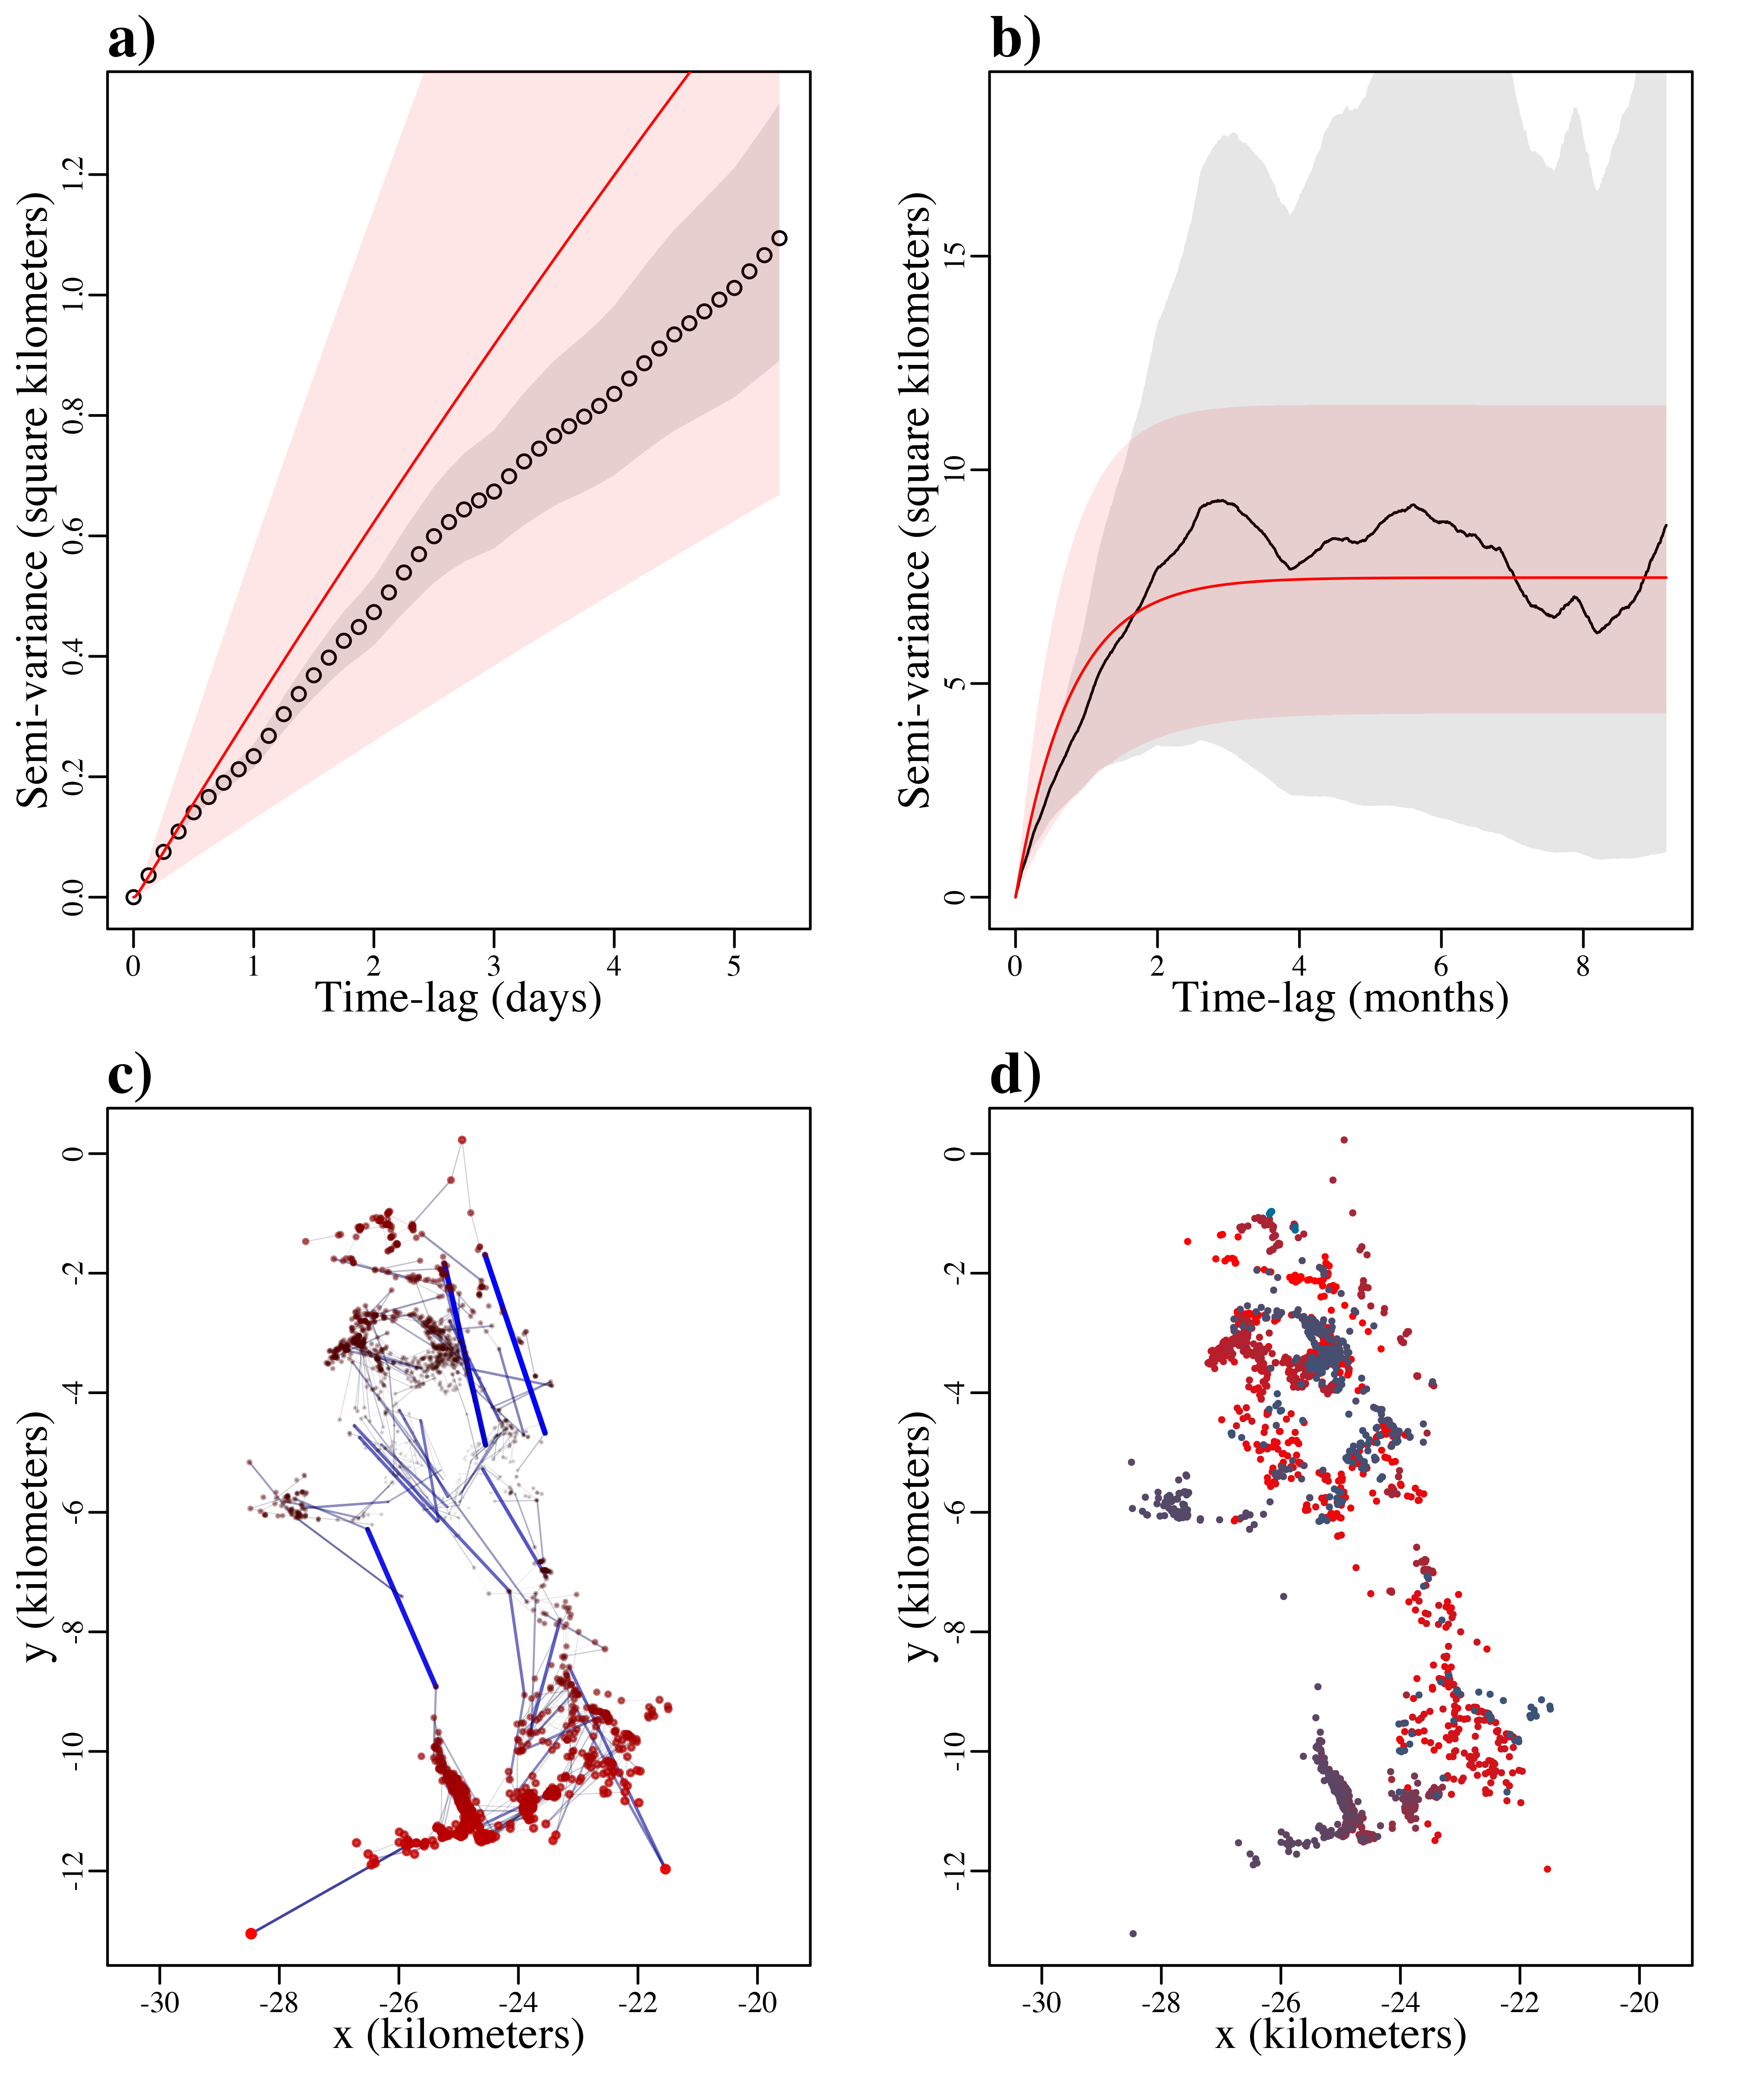 a)
Semi-variance (square kilometers)
0.0 0.2 0.4 0.6 0.8 1.0 1.2
0 1 2 3 4 5
Time-lag (days)
b)
Semi-variance (square kilometers)
0 5 10 15
0 2 4 6 8
Time-lag (months)
c)
y (kilometers)
-12 -10 -8 -6 -4 -2 0
-30 -28 -26 -24 -22 -20
x (kilometers)
d)
y (kilometers)
-12 -10 -8 -6 -4 -2 0
-30 -28 -26 -24 -22 -20
x (kilometers)